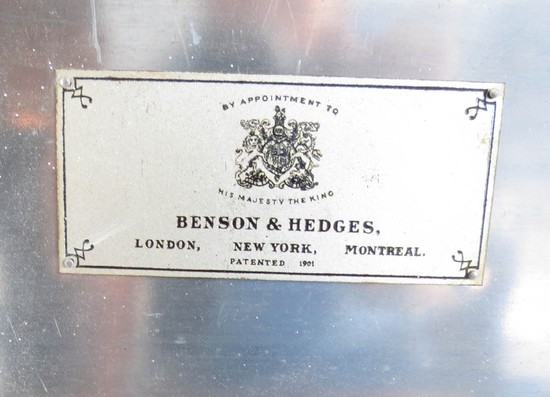 BY APPOINTMENT TO
HIS MAJESTY THE KING
BENSON & HEDGES,
LONDON, NEW YORK, MONTREAL.
PATENTED 1901